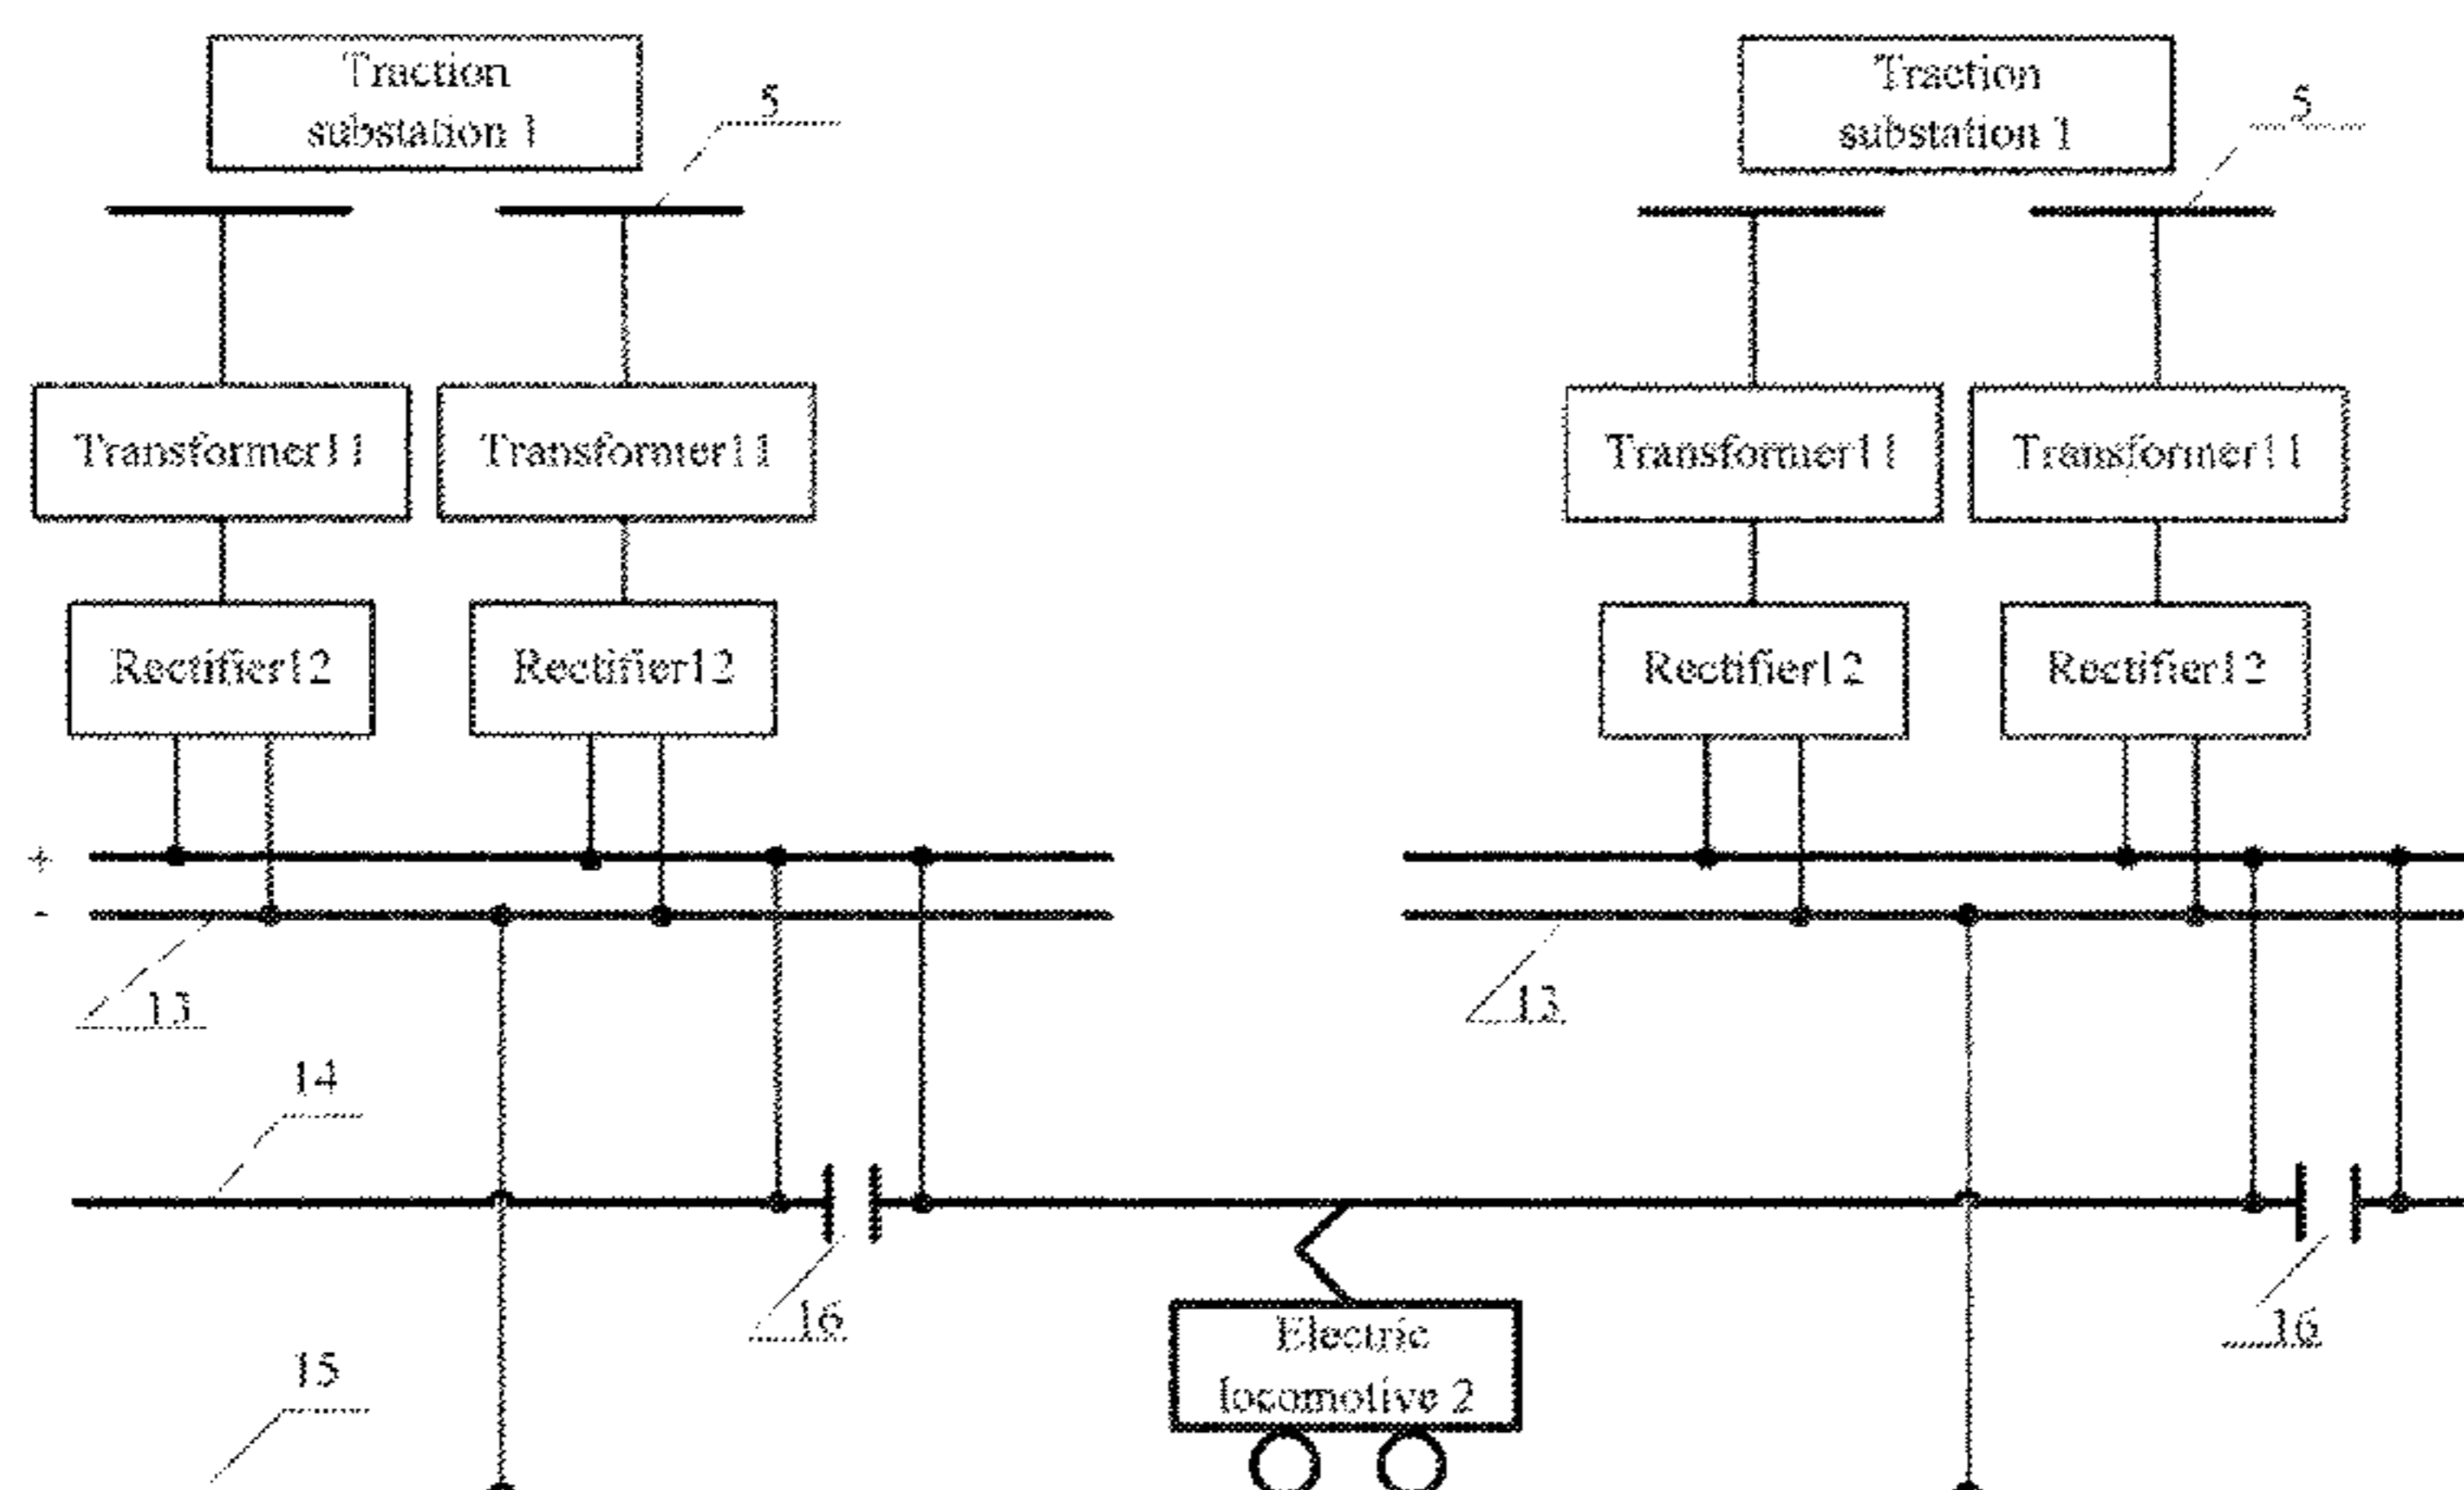 Traction
substation 1
5
Traction
substation 1
5
Transformer11
Transformer11
Transformer11
Transformer11
Rectifier12
Rectifier12
Rectifier12
Rectifier12
+
-
13
13
14
16
16
Electric
locomotive 2
15